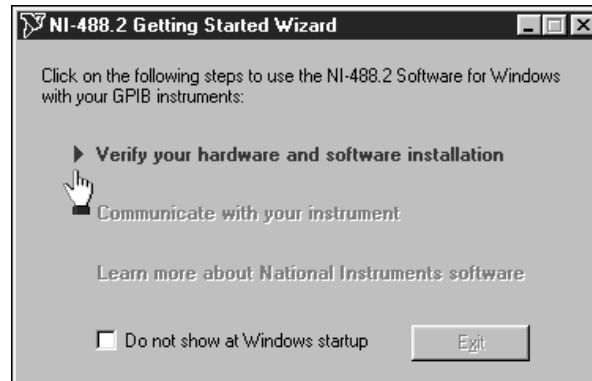 NI-488.2 Getting Started Wizard
Click on the following steps to use the NI-488.2 Software for Windows
with your GPIB instruments:
Verify your hardware and software installation
Communicate with your instrument
Learn more about National Instruments software
Do not show at Windows startup
Exit